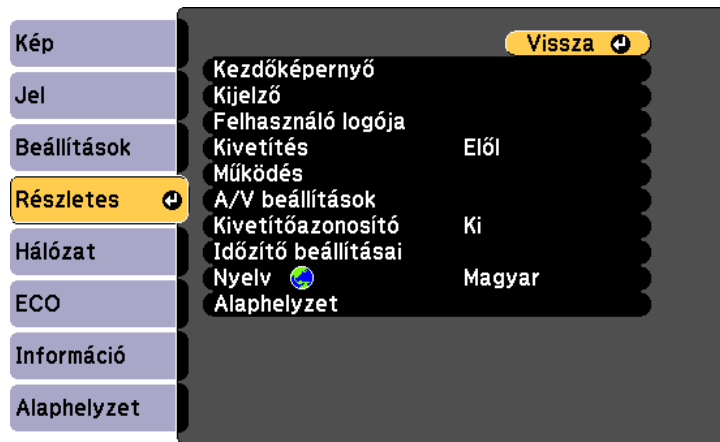 Kép
Jel
Beállítások
Részletes
Hálózat
ECO
Információ
Alaphelyzet
Vissza
Kezdőképernyő
Kijelző
Felhasználó logója
Kivetítés Elől
Működés
A/V beállítások
Kivetítőazonosító Ki
Időzítő beállításai
Nyelv Magyar
Alaphelyzet